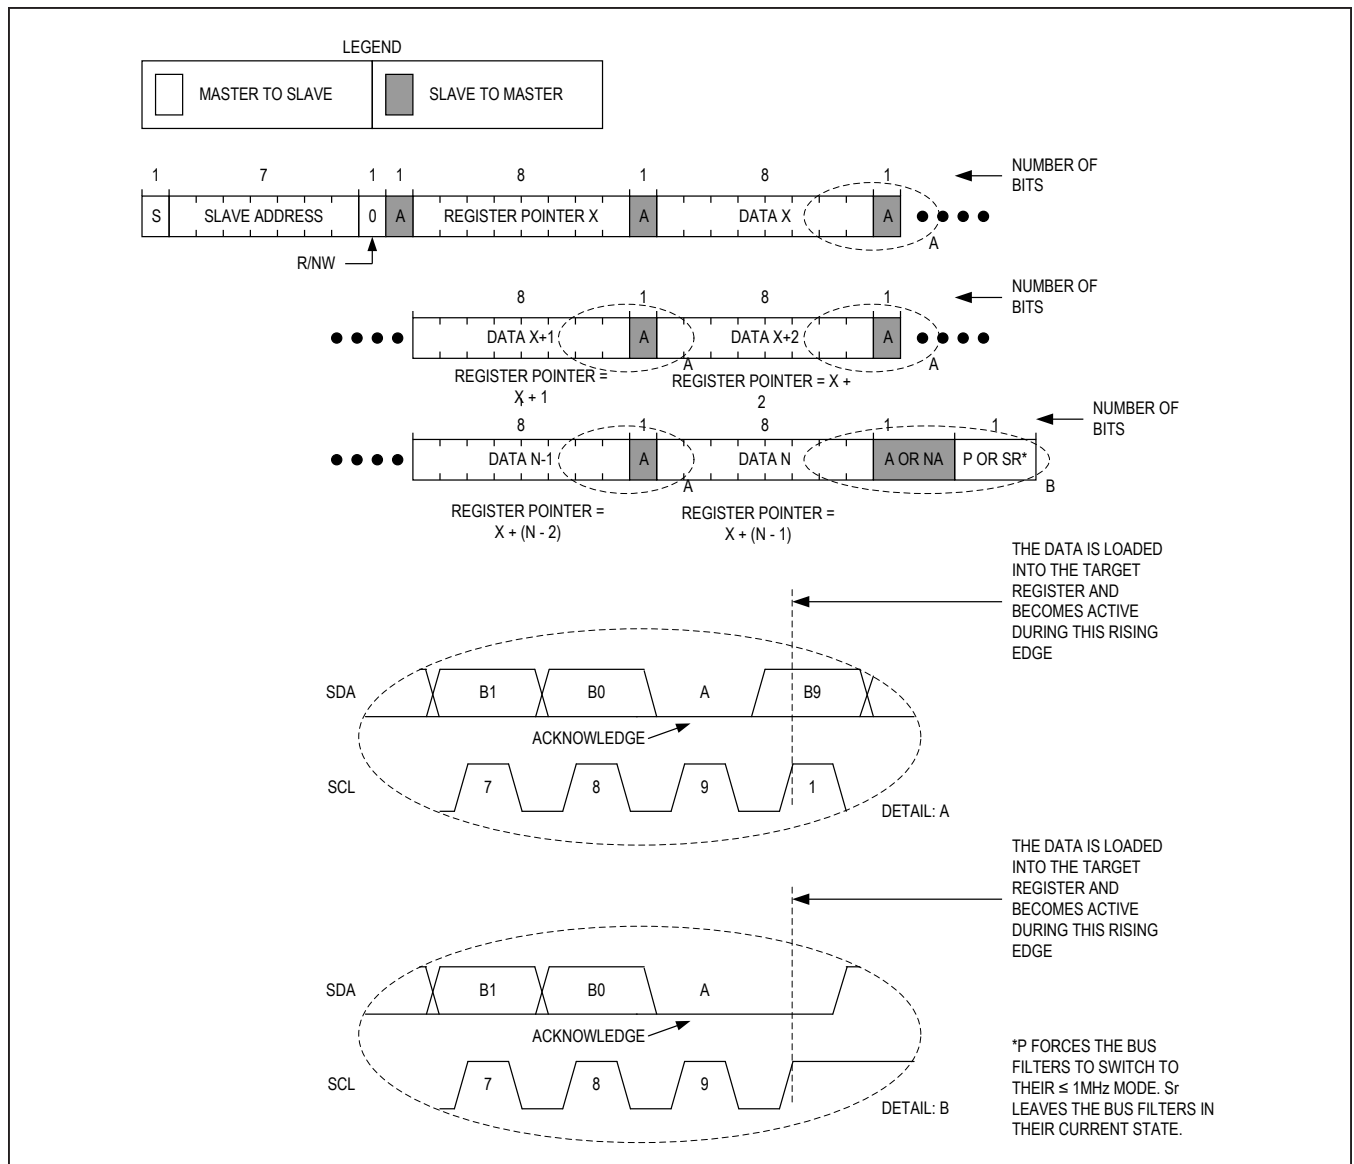 LEGEND
MASTER TO SLAVE
SLAVE TO MASTER
1 7 1 1 8 1 8 1
NUMBER OF
BITS
S SLAVE ADDRESS 0 A REGISTER POINTER X A DATA X A
A
R/NW
8 1 8 1
NUMBER OF
BITS
DATA X+1 A DATA X+2 A
A A
REGISTER POINTER =
X + 1
REGISTER POINTER = X +
2
8 1 8 1 1
NUMBER OF
BITS
DATA N-1 A DATA N A OR NA P OR SR*
A B
REGISTER POINTER =
X + (N - 2)
REGISTER POINTER =
X + (N - 1)
THE DATA IS LOADED
INTO THE TARGET
REGISTER AND
BECOMES ACTIVE
DURING THIS RISING
EDGE
SDA B1 B0 A B9
ACKNOWLEDGE
SCL 7 8 9 1
DETAIL: A
THE DATA IS LOADED
INTO THE TARGET
REGISTER AND
BECOMES ACTIVE
DURING THIS RISING
EDGE
SDA B1 B0 A
ACKNOWLEDGE
SCL 7 8 9
DETAIL: B
*P FORCES THE BUS
FILTERS TO SWITCH TO
THEIR ≤ 1MHz MODE. Sr
LEAVES THE BUS FILTERS IN
THEIR CURRENT STATE.